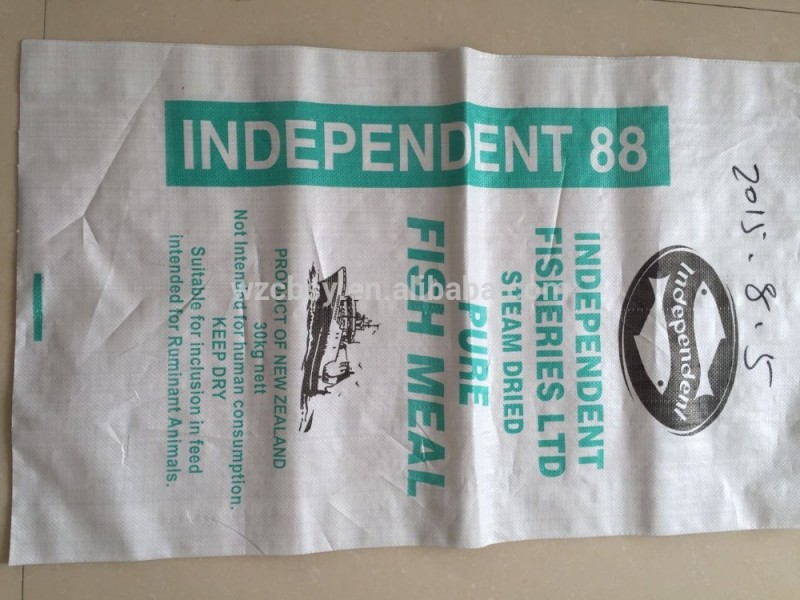 INDEPENDENT 88
2015.8.5
Independent
INDEPENDENT
FISHERIES LTD
STEAM DRIED
PURE
FISH MEAL
PRODUCT OF NEW ZEALAND
30kg nett
Not Intended for human consumption.
KEEP DRY
Suitable for inclusion in feed
intended for Ruminant Animals.